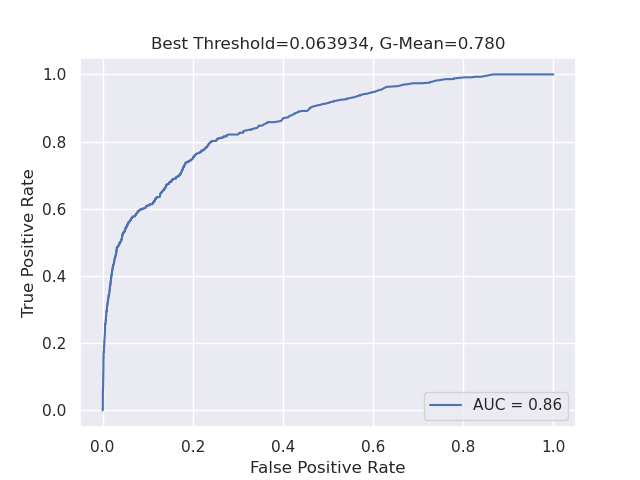 Best Threshold=0.063934, G-Mean=0.780
1.0
0.8
0.6
0.4
0.2
0.0
True Positive Rate
AUC = 0.86
0.0 0.2 0.4 0.6 0.8 1.0
False Positive Rate